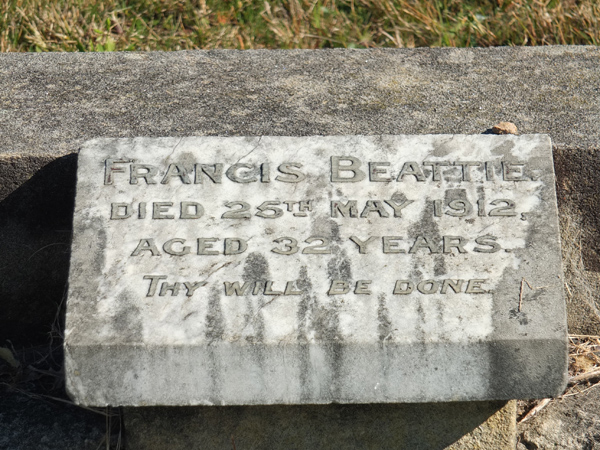 FRANCIS BEATTIE.
DIED 25TH MAY 1912,
AGED 32 YEARS.
THY WILL BE DONE.